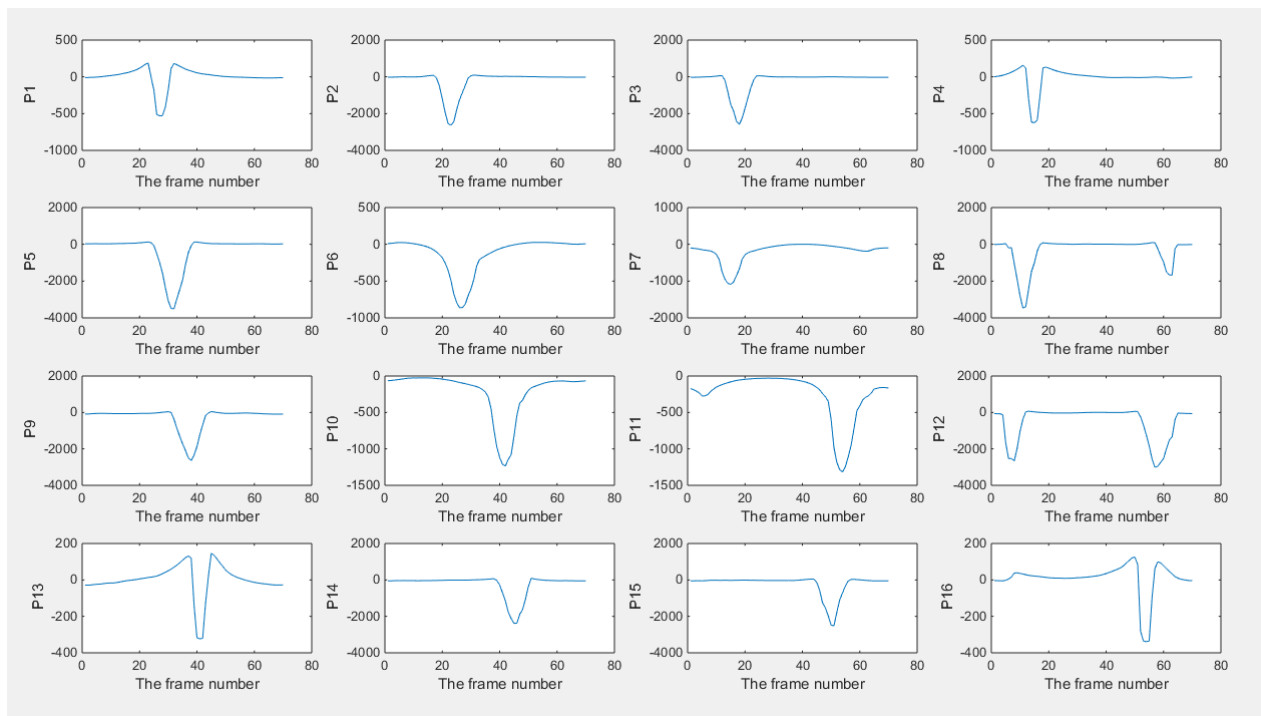 500 2000 2000 500
0 0 0 0
P1 P2 P3 P4
-500 -2000 -2000 -500
-1000 -4000 -4000 -1000
0 20 40 60 80 0 20 40 60 80 0 20 40 60 80 0 20 40 60 80
The frame number The frame number The frame number The frame number
2000 500 1000 2000
0 0 0 0
P5 P6 P7 P8
-2000 -500 -1000 -2000
-4000 -1000 -2000 -4000
0 20 40 60 80 0 20 40 60 80 0 20 40 60 80 0 20 40 60 80
The frame number The frame number The frame number The frame number
2000 0 0 2000
0 -500 -500 0
P9 P10 P11 P12
-2000 -1000 -1000 -2000
-4000 -1500 -1500 -4000
0 20 40 60 80 0 20 40 60 80 0 20 40 60 80 0 20 40 60 80
The frame number The frame number The frame number The frame number
200 2000 2000 200
0 0 0 0
P13 P14 P15 P16
-200 -2000 -2000 -200
-400 -4000 -4000 -400
0 20 40 60 80 0 20 40 60 80 0 20 40 60 80 0 20 40 60 80
The frame number The frame number The frame number The frame number